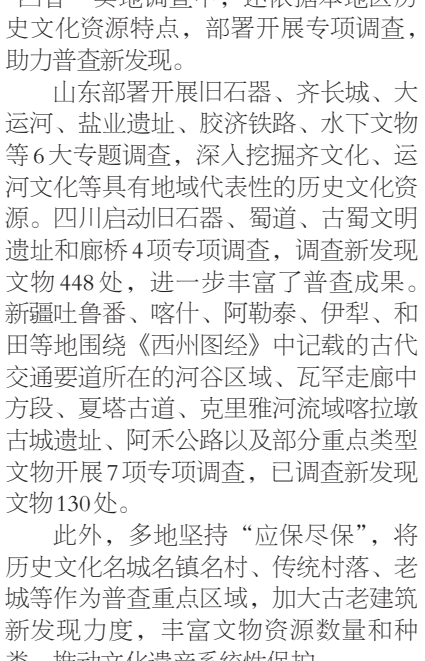 史文化资源特点，部署开展专项调查，
助力普查新发现。
山东部署开展旧石器、齐长城、大
运河、盐业遗址、胶济铁路、水下文物
等6大专题调查，深入挖掘齐文化、运
河文化等具有地域代表性的历史文化资
源。四川启动旧石器、蜀道、古蜀文明
遗址和廊桥4项专项调查，调查新发现
文物448处，进一步丰富了普查成果。
新疆吐鲁番、喀什、阿勒泰、伊犁、和
田等地围绕《西州图经》中记载的古代
交通要道所在的河谷区域、瓦罕走廊中
方段、夏塔古道、克里雅河流域喀拉墩
古城遗址、阿禾公路以及部分重点类型
文物开展7项专项调查，已调查新发现
文物130处。
此外，多地坚持“应保尽保”，将
历史文化名城名镇名村、传统村落、老
城等作为普查重点区域，加大古老建筑
新发现力度，丰富文物资源数量和种
类，推动文化遗产系统性保护